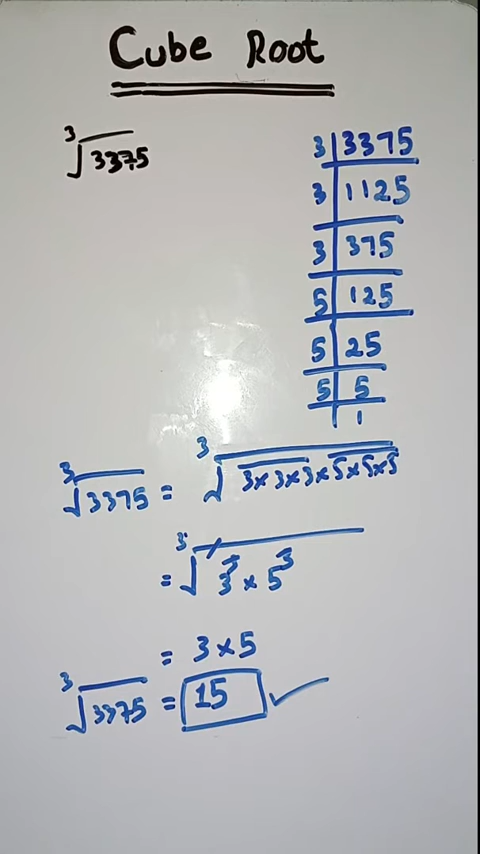 Cube Root
∛3375
3 | 3375
3 | 1125
3 | 375
5 | 125
5 | 25
5 | 5
1
∛3375 = ∛3×3×3×5×5×5
= ∛3³×5³
= 3×5
∛3375 = 15 ✓